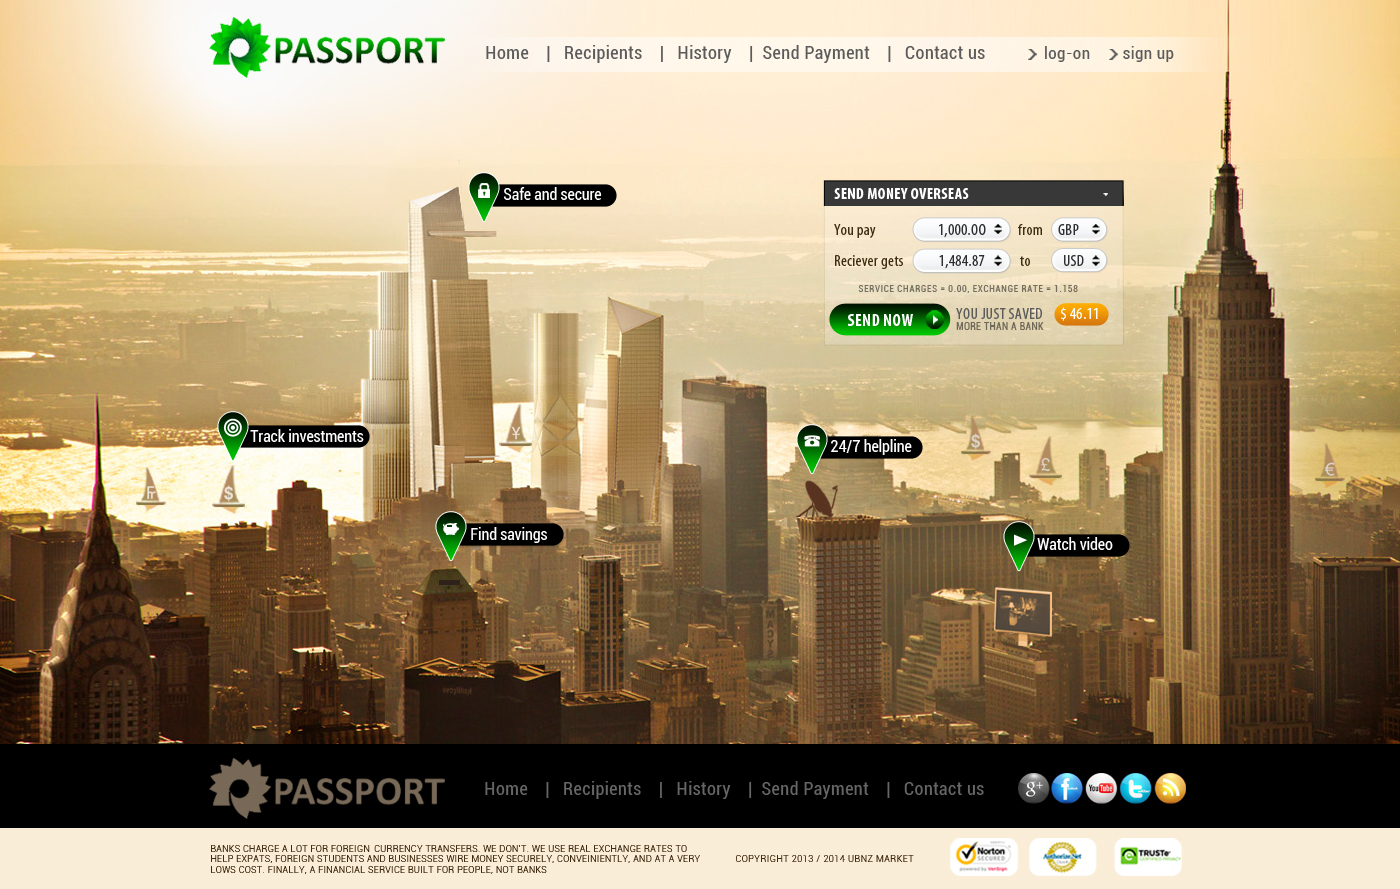 PASSPORT
Home | Recipients | History | Send Payment | Contact us
log-on sign up
Safe and secure
SEND MONEY OVERSEAS
You pay 1,000.00 from GBP
Reciever gets 1,484.87 to USD
SERVICE CHARGES = 0.00, EXCHANGE RATE = 1.158
SEND NOW
YOU JUST SAVED
MORE THAN A BANK
$ 46.11
Track investments
24/7 helpline
¥
$
£
€
$
Find savings
Watch video
PASSPORT
Home | Recipients | History | Send Payment | Contact us
g+
f
YouTube
t
BANKS CHARGE A LOT FOR FOREIGN CURRENCY TRANSFERS. WE DON'T. WE USE REAL EXCHANGE RATES TO
HELP EXPATS, FOREIGN STUDENTS AND BUSINESSES WIRE MONEY SECURELY, CONVEINIENTLY, AND AT A VERY
LOWS COST. FINALLY, A FINANCIAL SERVICE BUILT FOR PEOPLE, NOT BANKS
COPYRIGHT 2013 / 2014 UBNZ MARKET
Norton
SECURED
powered by VeriSign
Authorize.Net
TRUSTe
CERTIFIED PRIVACY